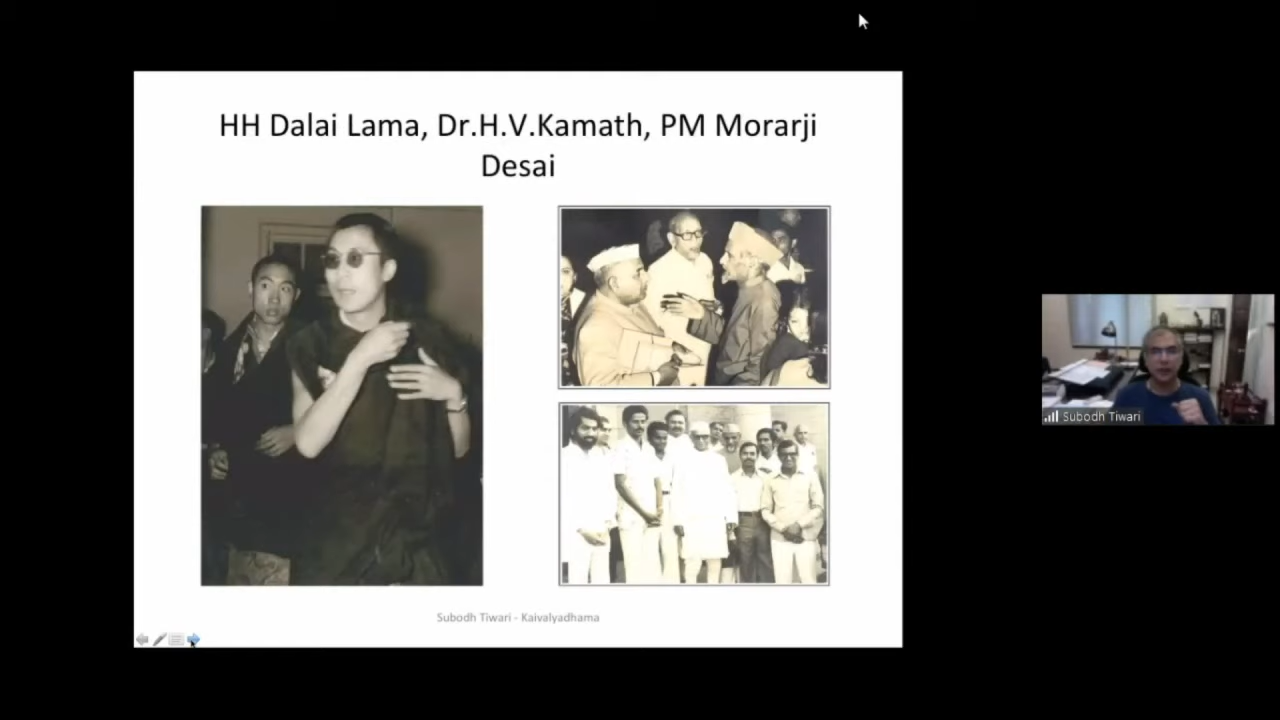 HH Dalai Lama, Dr.H.V.Kamath, PM Morarji
Desai
Subodh Tiwari - Kaivalyadhama
Subodh Tiwari